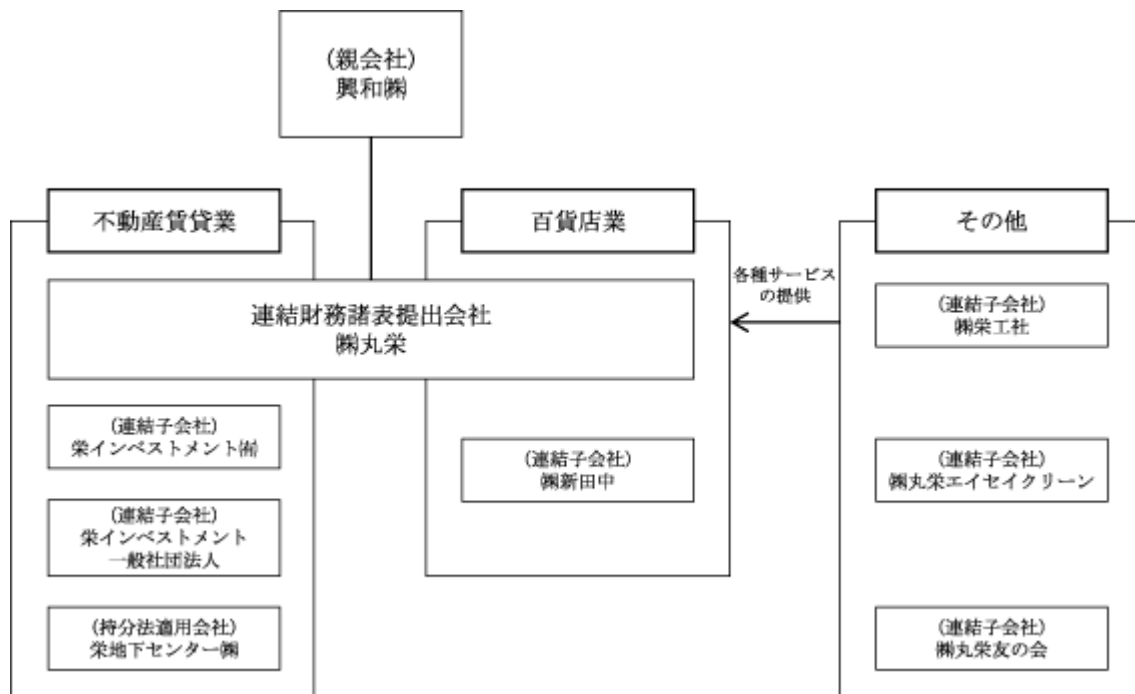 (親会社)
興和㈱
不動産賃貸業
百貨店業
その他
連結財務諸表提出会社
㈱丸栄
各種サービス
の提供
(連結子会社)
栄インベストメント㈲
(連結子会社)
栄インベストメント
一般社団法人
(持分法適用会社)
栄地下センター㈱
(連結子会社)
㈱新田中
(連結子会社)
㈱栄工社
(連結子会社)
㈱丸栄エイセイクリーン
(連結子会社)
㈱丸栄友の会